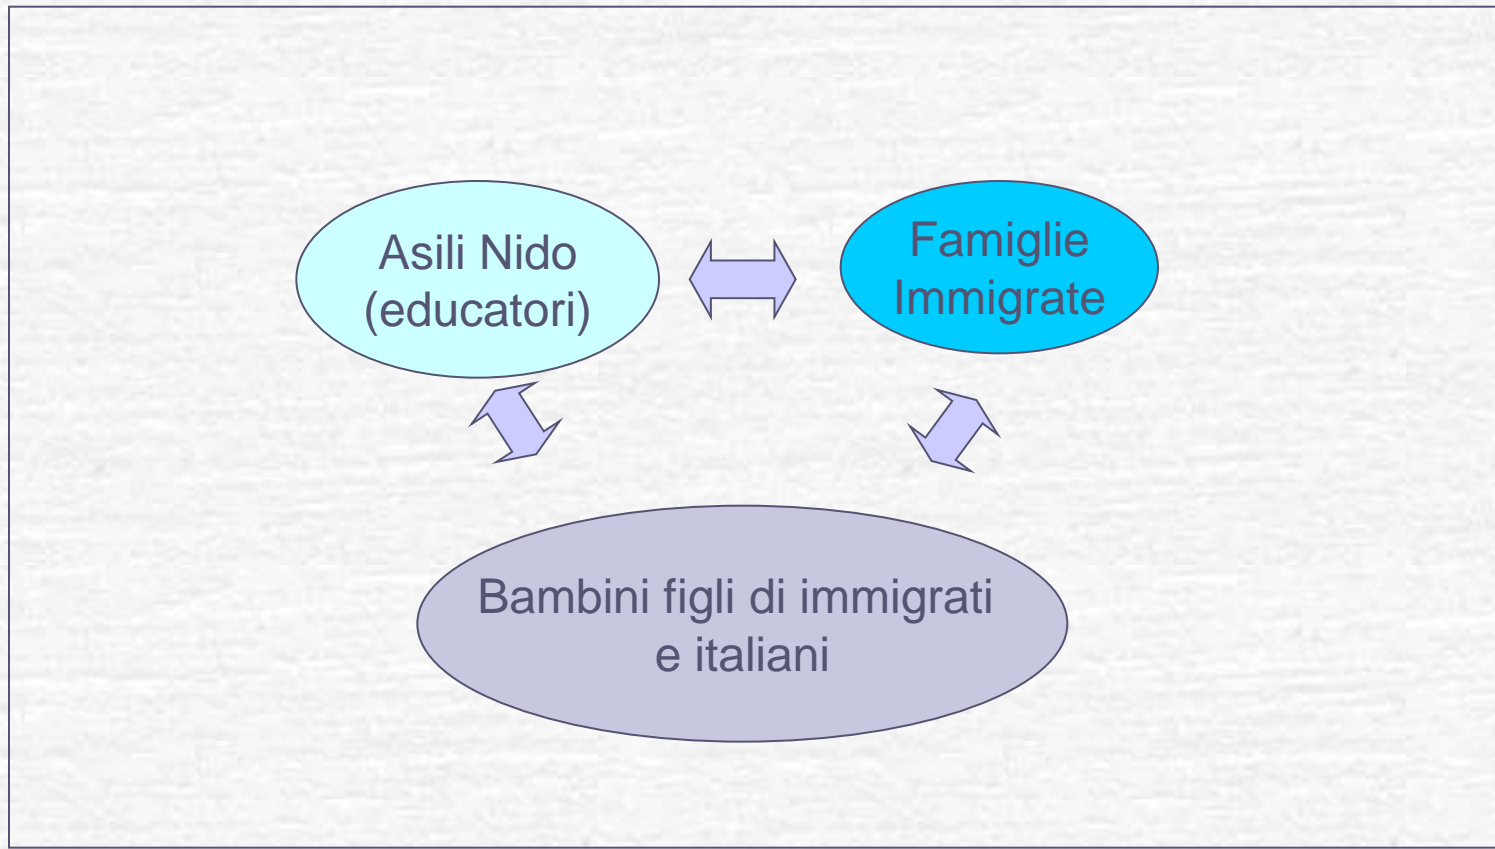 Asili Nido
(educatori)
Famiglie
Immigrate
Bambini figli di immigrati
e italiani